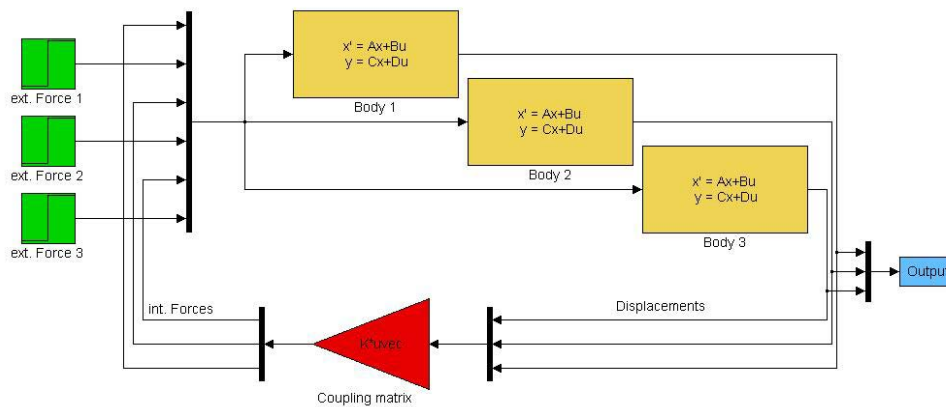 ext. Force 1
ext. Force 2
ext. Force 3
x' = Ax+Bu
y = Cx+Du
Body 1
x' = Ax+Bu
y = Cx+Du
Body 2
x' = Ax+Bu
y = Cx+Du
Body 3
Output
int. Forces
Displacements
K*uvec
Coupling matrix